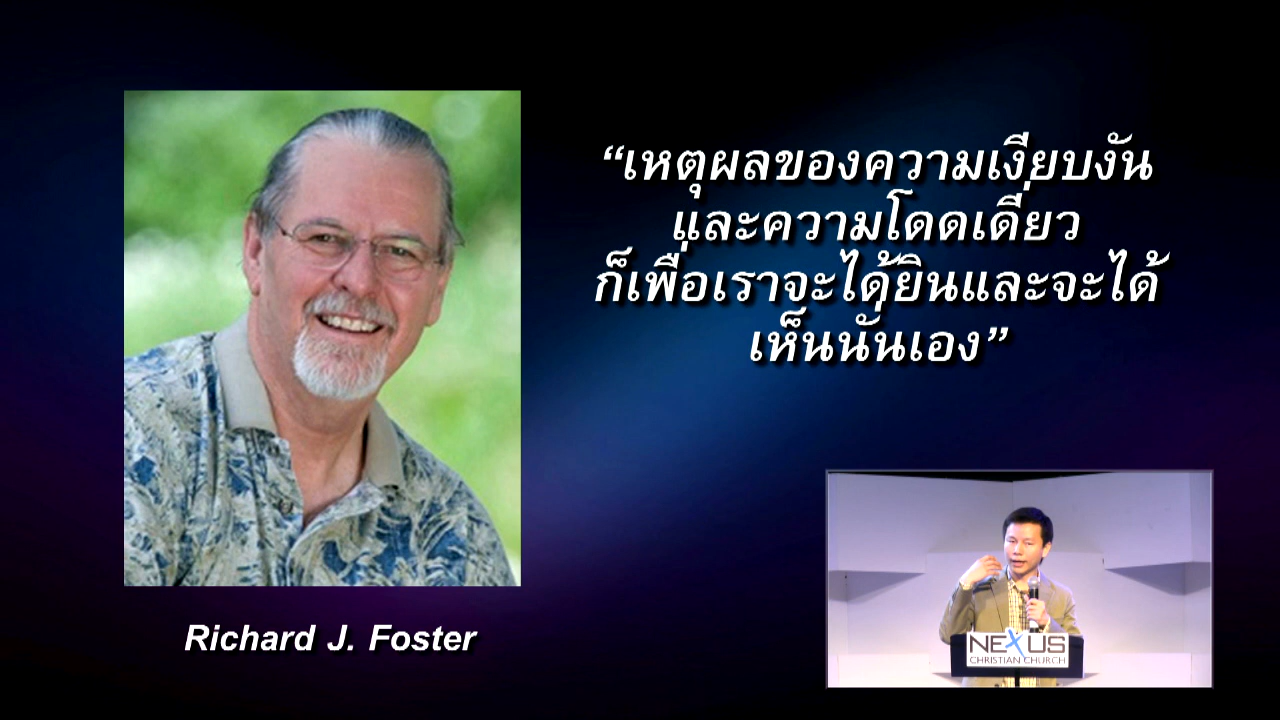 “เหตุผลของความเงียบงัน
และความโดดเดี่ยว
ก็เพื่อเราจะได้ยินและจะได้
เห็นนั่นเอง”
Richard J. Foster
NEXUS
CHRISTIAN CHURCH